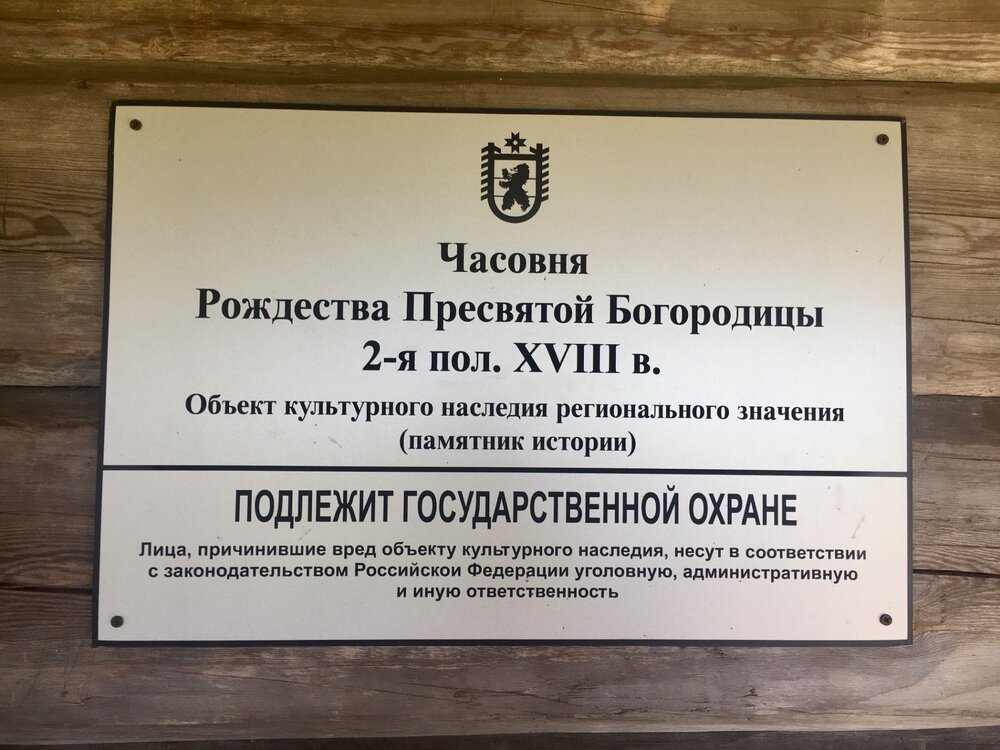 Часовня
Рождества Пресвятой Богородицы
2-я пол. XVIII в.
Объект культурного наследия регионального значения
(памятник истории)
ПОДЛЕЖИТ ГОСУДАРСТВЕННОЙ ОХРАНЕ
Лица, причинившие вред объекту культурного наследия, несут в соответствии
с законодательством Российскои Федерации уголовную, административную
и иную ответственность